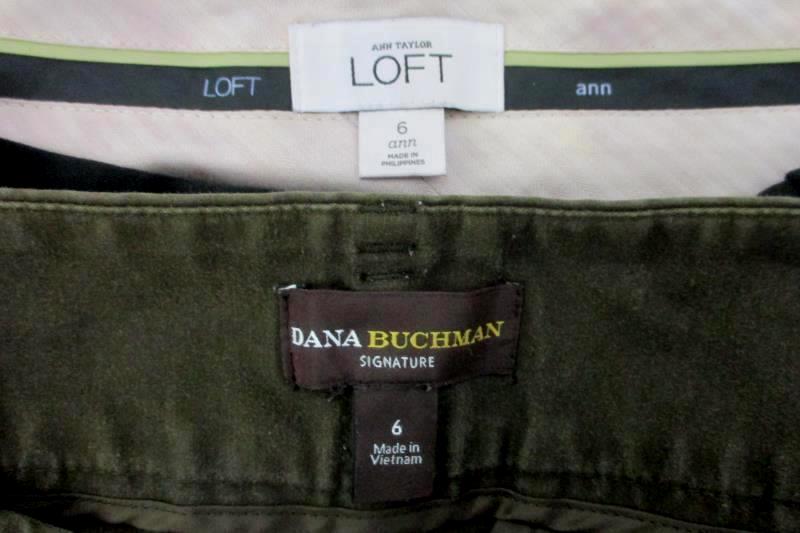 ANN TAYLOR
LOFT
LOFT
ann
6
ann
MADE IN
PHILIPPINES
DANA BUCHMAN
SIGNATURE
6
Made in
Vietnam